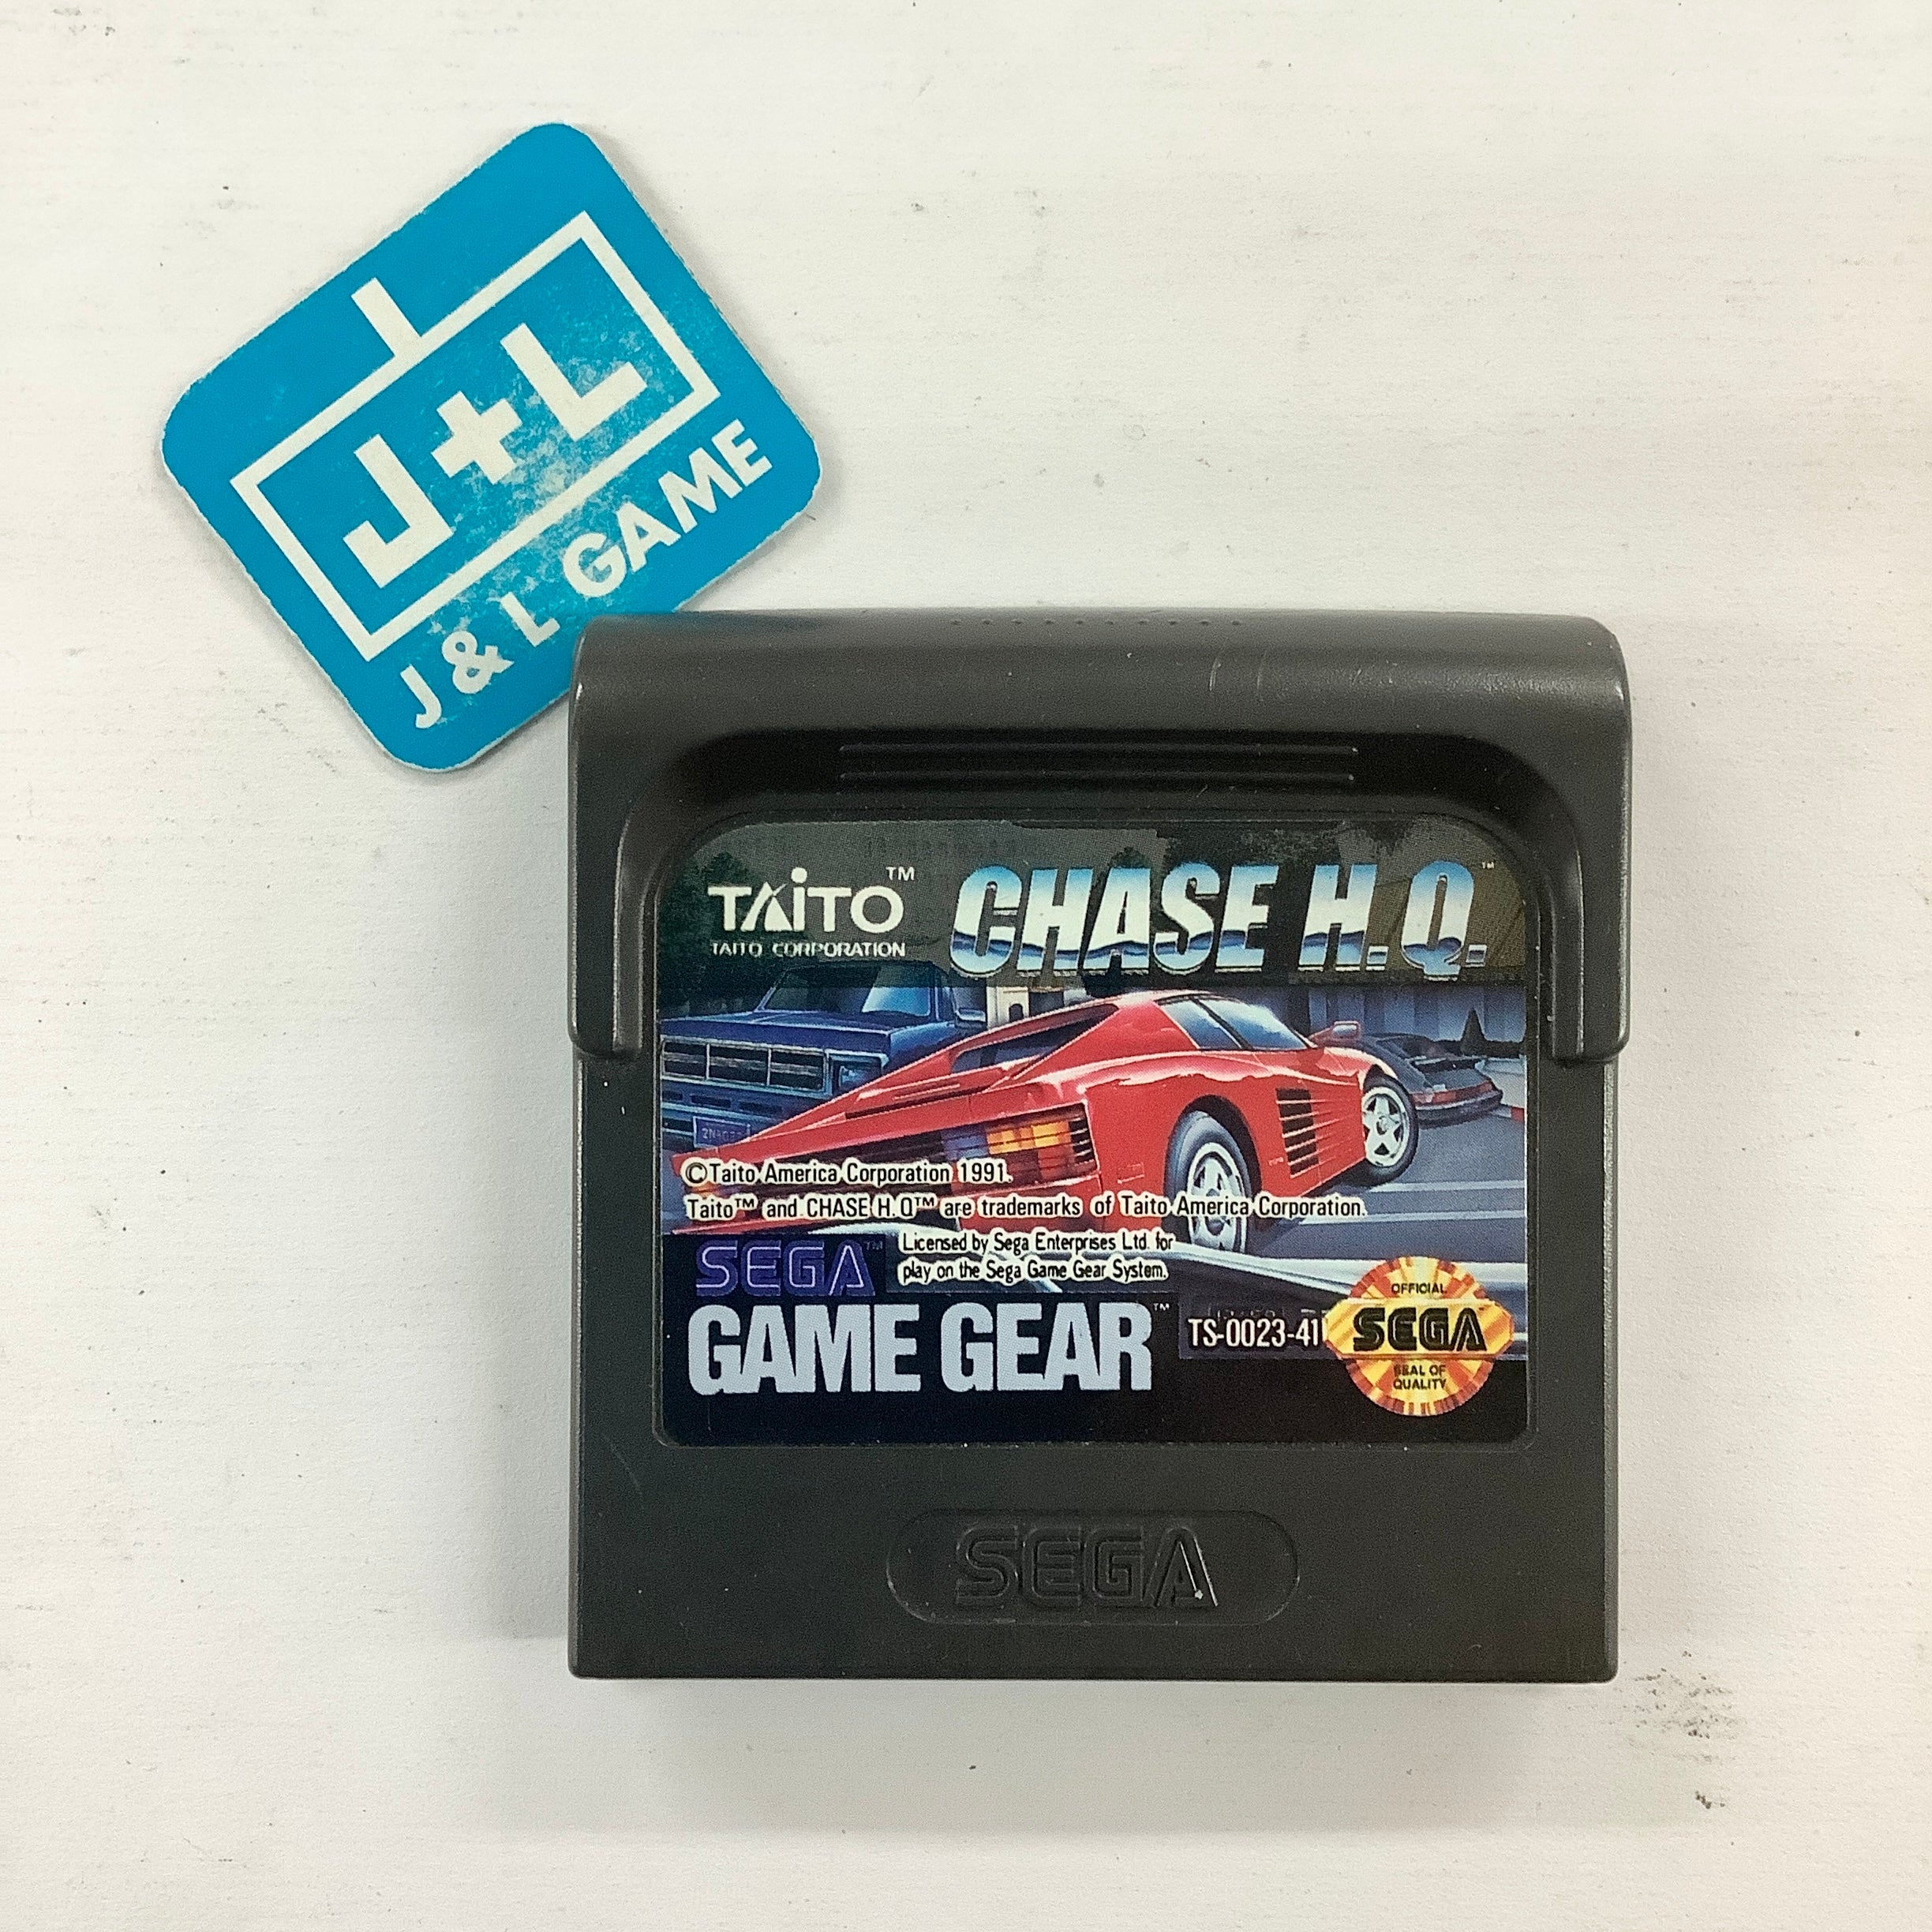 J+L
J & L GAME
TAITO™
TAITO CORPORATION
CHASE H.Q.™
©Taito America Corporation 1991.
Taito™ and CHASE H.Q™ are trademarks of Taito America Corporation.
SEGA™
Licensed by Sega Enterprises Ltd. for
play on the Sega Game Gear System.
GAME GEAR™
TS-0023-41
OFFICIAL
SEGA
SEAL OF
QUALITY
SEGA